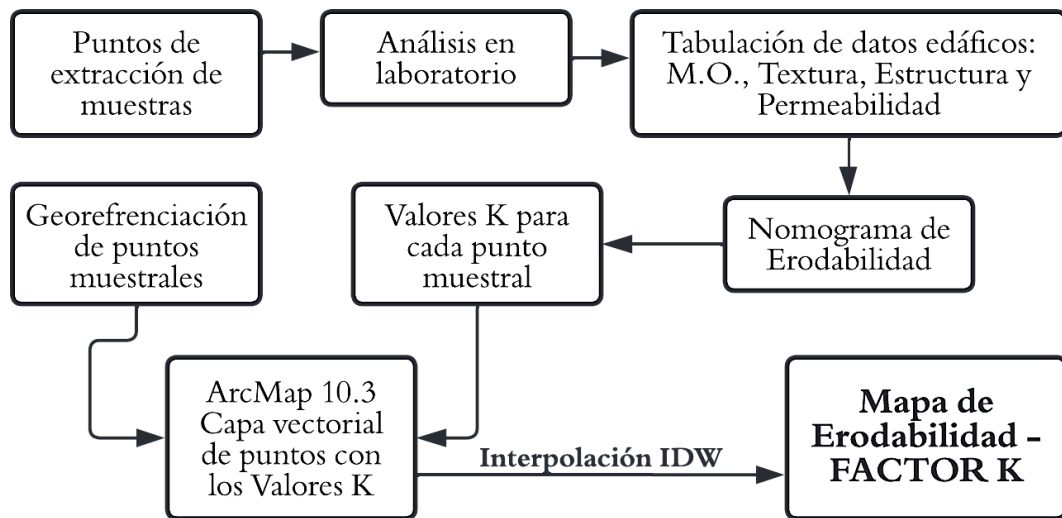 Puntos de
extracción de
muestras
Análisis en
laboratorio
Tabulación de datos edáficos:
M.O., Textura, Estructura y
Permeabilidad
Georefrenciación
de puntos
muestrales
Valores K para
cada punto
muestral
Nomograma de
Erodabilidad
ArcMap 10.3
Capa vectorial
de puntos con
los Valores K
Interpolación IDW
Mapa de
Erodabilidad -
FACTOR K